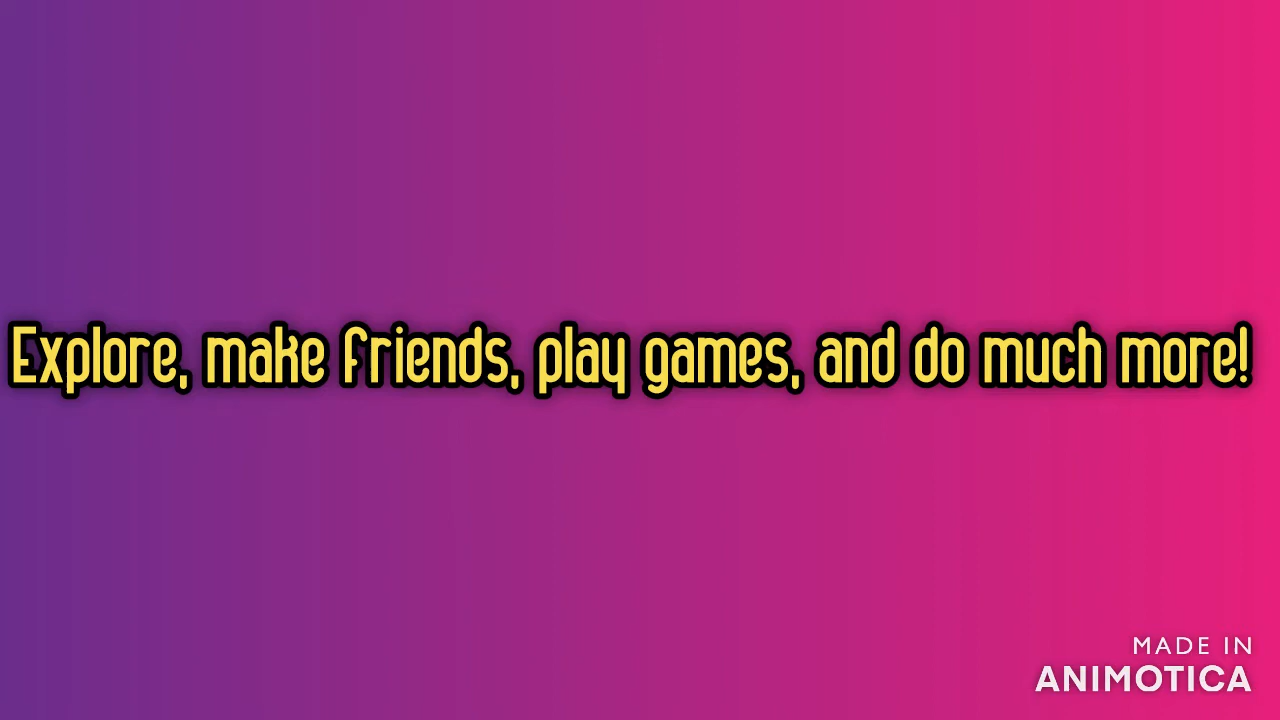 Explore, make friends, play games, and do much more!
MADE IN
ANIMOTICA